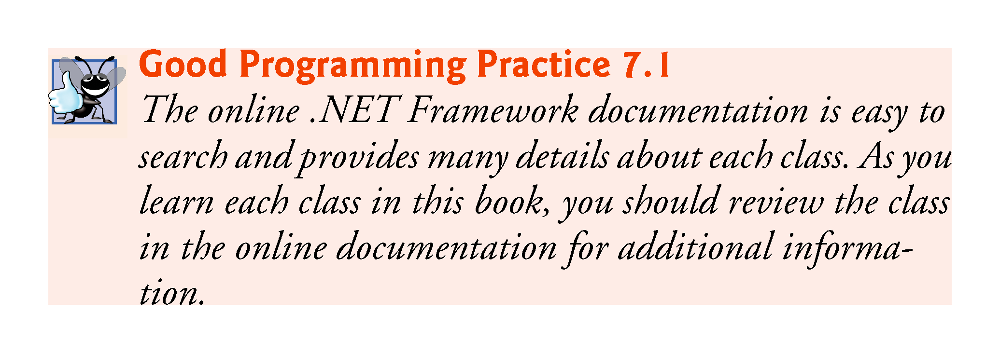 Good Programming Practice 7.1
The online .NET Framework documentation is easy to
search and provides many details about each class. As you
learn each class in this book, you should review the class
in the online documentation for additional informa-
tion.